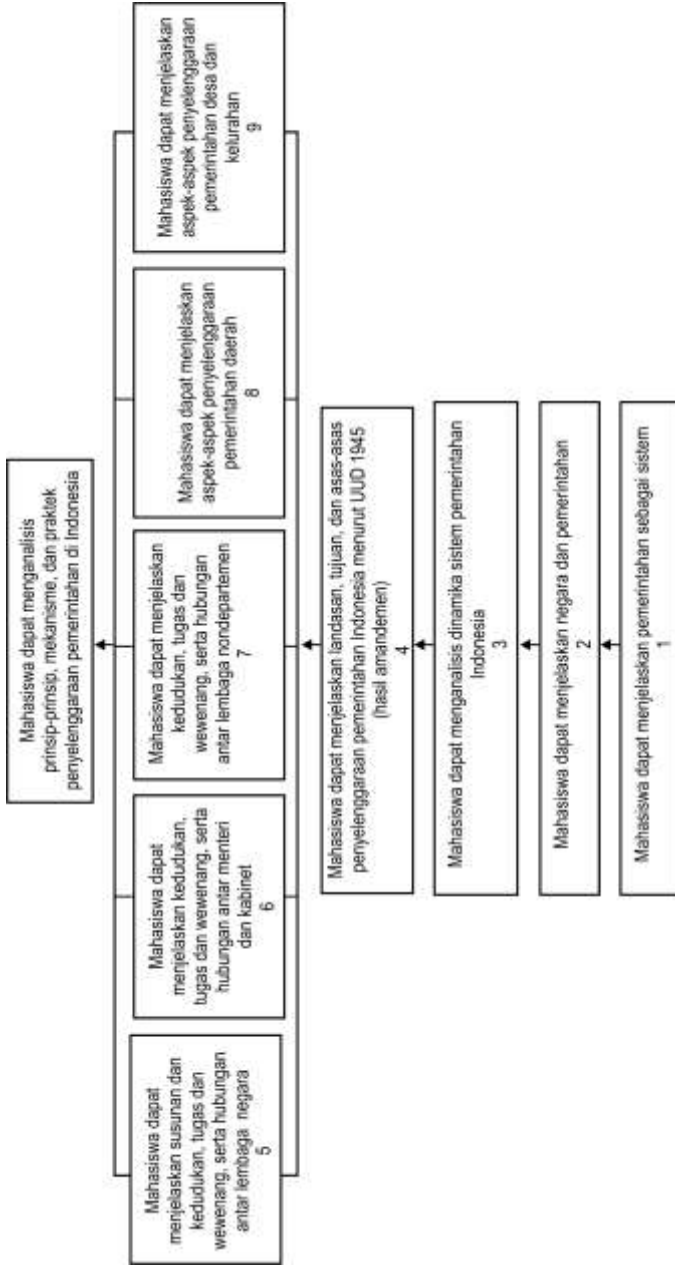 Mahasiswa dapat menganalisis
prinsip-prinsip, mekanisme, dan praktek
penyelenggaraan pemerintahan di Indonesia
Mahasiswa dapat
menjelaskan susunan dan
kedudukan, tugas dan
wewenang, serta hubungan
antar lembaga negara
5
Mahasiswa dapat
menjelaskan kedudukan,
tugas dan wewenang, serta
hubungan antar menteri
dan kabinet
6
Mahasiswa dapat menjelaskan
kedudukan, tugas dan
wewenang, serta hubungan
antar lembaga nondepartemen
7
Mahasiswa dapat menjelaskan
aspek-aspek penyelenggaraan
pemerintahan daerah
8
Mahasiswa dapat menjelaskan
aspek-aspek penyelenggaraan
pemerintahan desa dan
kelurahan
9
Mahasiswa dapat menjelaskan landasan, tujuan, dan asas-asas
penyelenggaraan pemerintahan Indonesia menurut UUD 1945
(hasil amandemen)
4
Mahasiswa dapat menganalisis dinamika sistem pemerintahan
Indonesia
3
Mahasiswa dapat menjelaskan negara dan pemerintahan
2
Mahasiswa dapat menjelaskan pemerintahan sebagai sistem
1